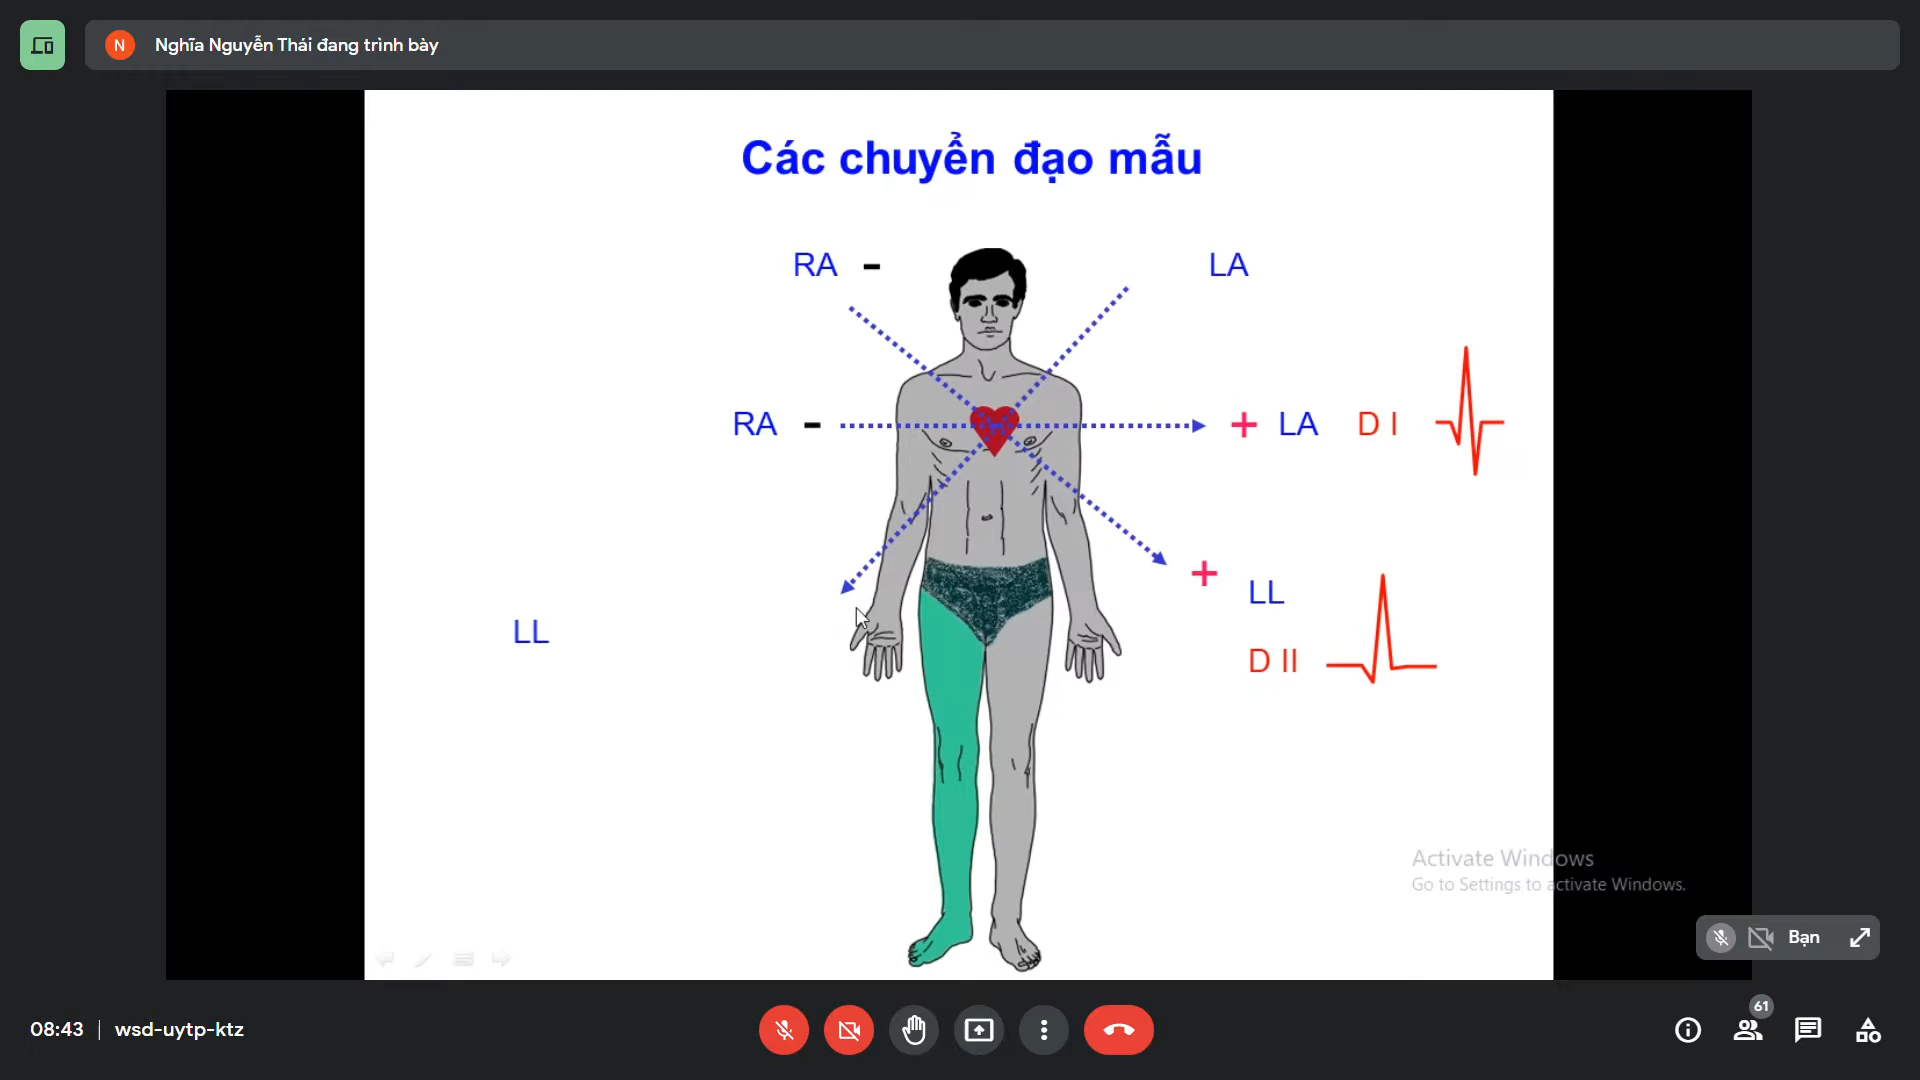 N Nghĩa Nguyễn Thái đang trình bày
Các chuyển đạo mẫu
RA - LA
RA - + LA D I
+
LL
LL
D II
Activate Windows
Go to Settings to activate Windows.
Bạn
61
08:43 | wsd-uytp-ktz